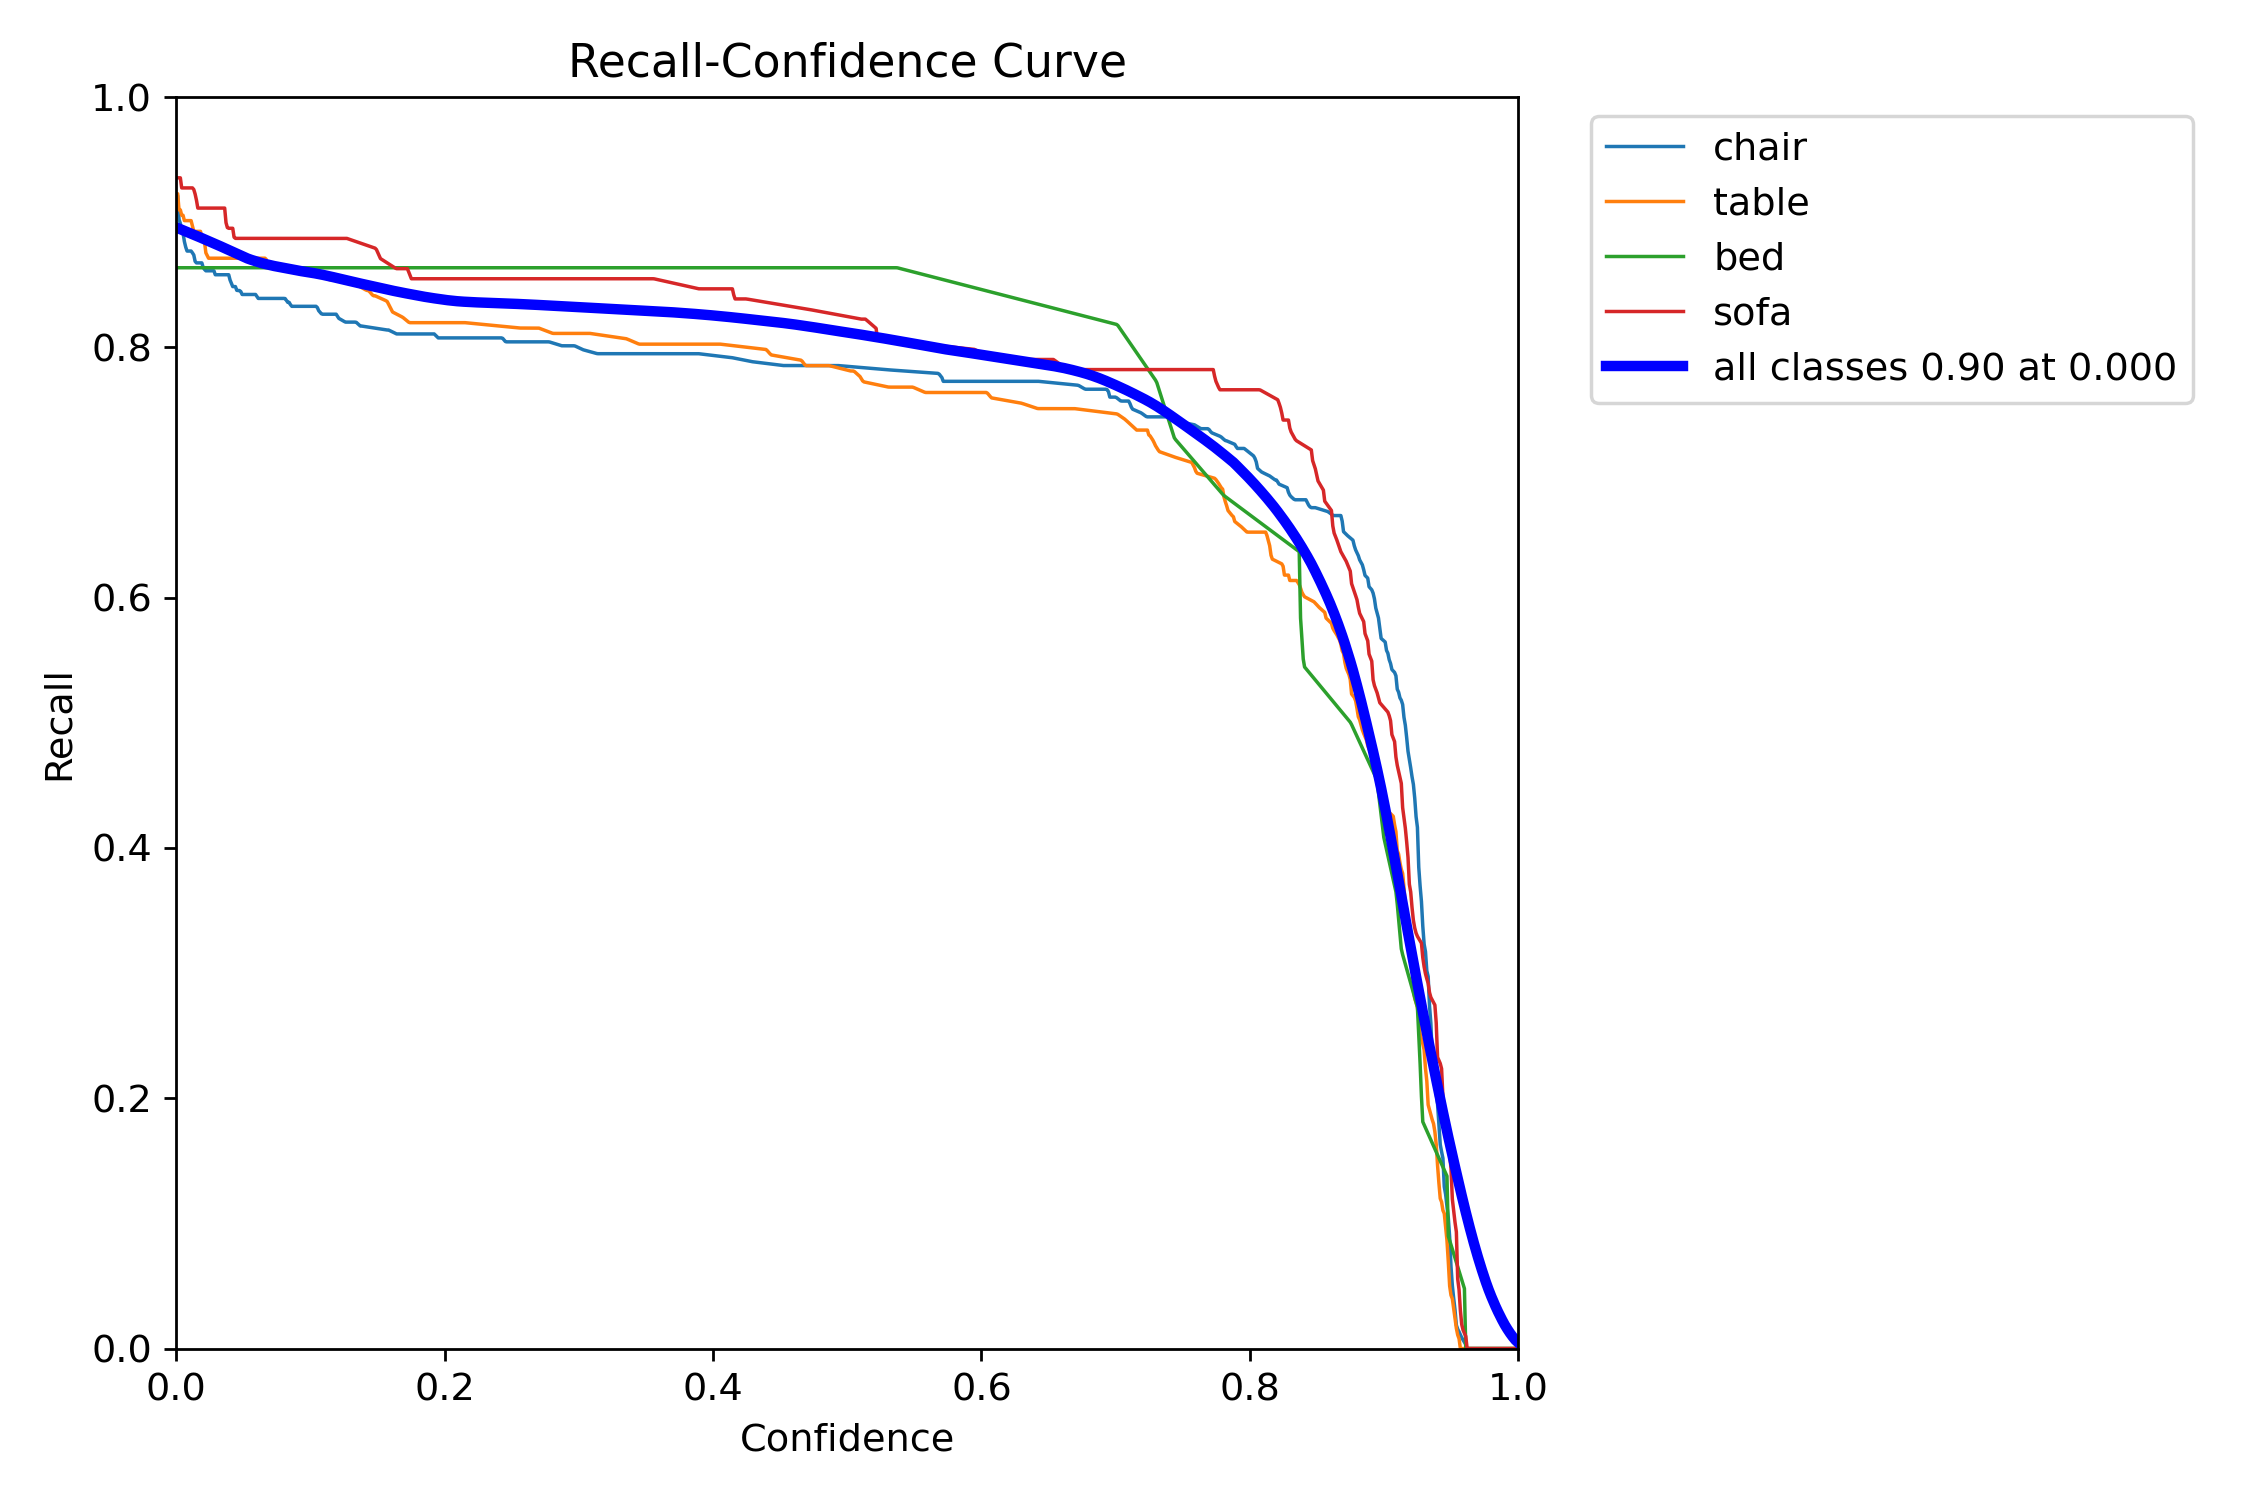 Recall-Confidence Curve
1.0
0.8
0.6
0.4
0.2
0.0
Recall
0.0 0.2 0.4 0.6 0.8 1.0
Confidence
chair
table
bed
sofa
all classes 0.90 at 0.000